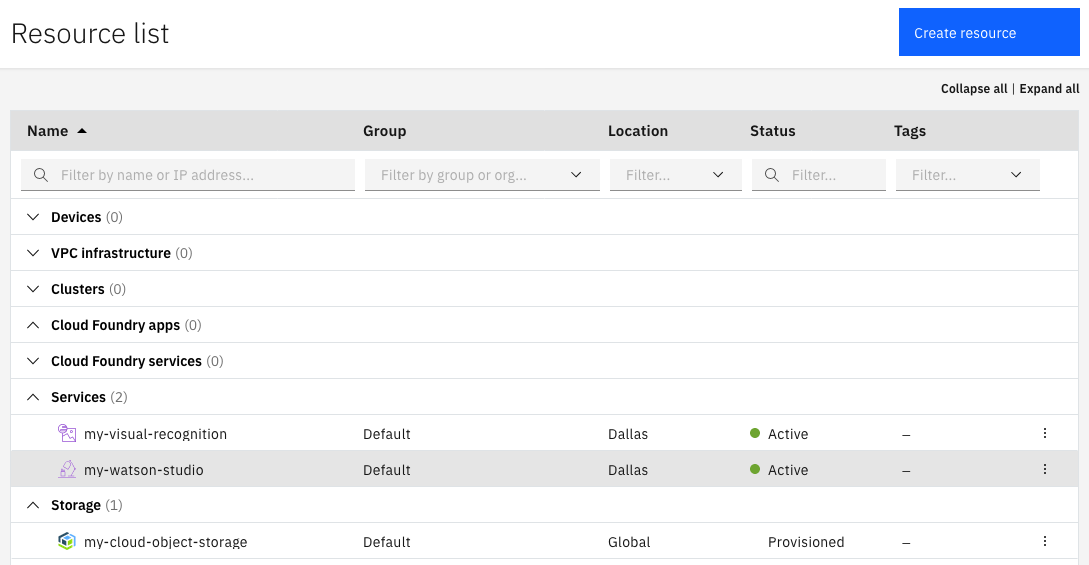 Resource list
Create resource
Collapse all | Expand all
Name Group Location Status Tags
Filter by name or IP address... Filter by group or org... Filter... Filter... Filter...
Devices (0)
VPC infrastructure (0)
Clusters (0)
Cloud Foundry apps (0)
Cloud Foundry services (0)
Services (2)
my-visual-recognition Default Dallas Active –
my-watson-studio Default Dallas Active –
Storage (1)
my-cloud-object-storage Default Global Provisioned –